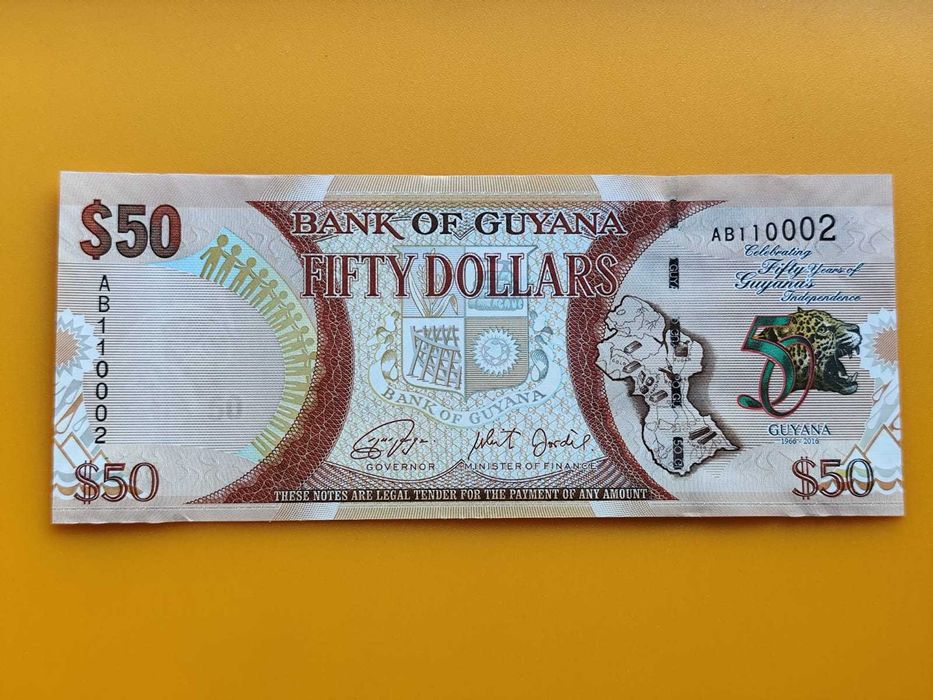 $50
BANK OF GUYANA
FIFTY DOLLARS
AB110002
Celebrating
Fifty Years of
Guyana's
Independence
AB110002
50
GUYANA
1966 - 2016
BANK OF GUYANA
GOVERNOR
MINISTER OF FINANCE
$50
THESE NOTES ARE LEGAL TENDER FOR THE PAYMENT OF ANY AMOUNT
$50